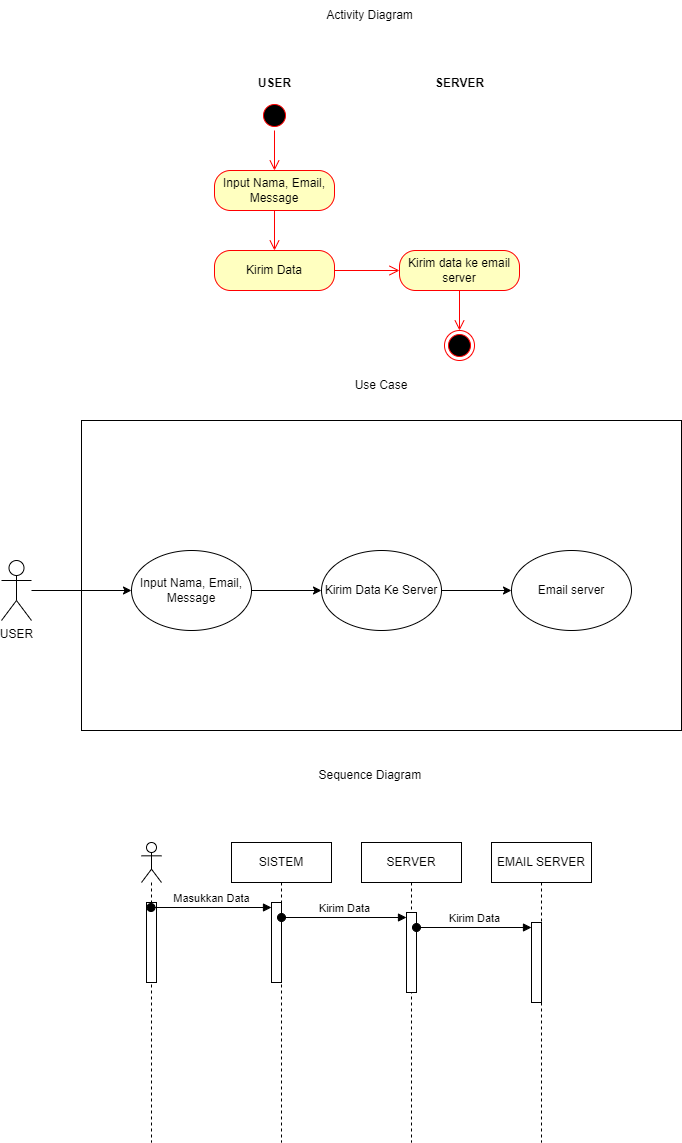 Activity Diagram
USER
SERVER
Input Nama, Email,
Message
Kirim Data
Kirim data ke email
server
Use Case
Input Nama, Email,
Message
Kirim Data Ke Server
Email server
USER
Sequence Diagram
SISTEM
SERVER
EMAIL SERVER
Masukkan Data
Kirim Data
Kirim Data